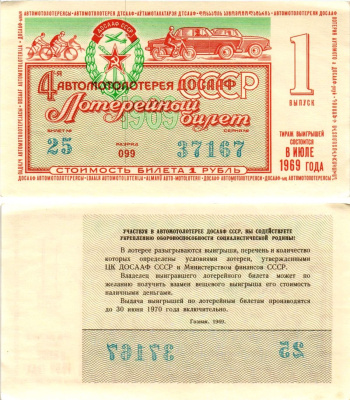 ДОСААФ СССР
4-я
АВТОМОТОЛОТЕРЕЯ ДОСААФ
СССР
Лотерейный билет
1969
БИЛЕТ №
РАЗРЯД
СЕРИЯ №
25
099
37167
СТОИМОСТЬ БИЛЕТА 1 РУБЛЬ
1
ВЫПУСК
ТИРАЖ ВЫИГРЫШЕЙ
СОСТОИТСЯ
В ИЮЛЕ
1969 ГОДА
УЧАСТВУЯ В АВТОМОТОЛОТЕРЕЕ ДОСААФ СССР, ВЫ СОДЕЙСТВУЕТЕ
УКРЕПЛЕНИЮ ОБОРОНОСПОСОБНОСТИ СОЦИАЛИСТИЧЕСКОЙ РОДИНЫ!
В лотерее разыгрываются выигрыши, перечень и количество
которых определены условиями лотереи, утвержденными
ЦК ДОСААФ СССР и Министерством финансов СССР.
Владелец выигравшего лотерейного билета может по
желанию получить взамен вещевого выигрыша его стоимость
наличными деньгами.
Выдача выигрышей по лотерейным билетам производится
до 30 июня 1970 года включительно.
Гознак. 1969.
37167
25